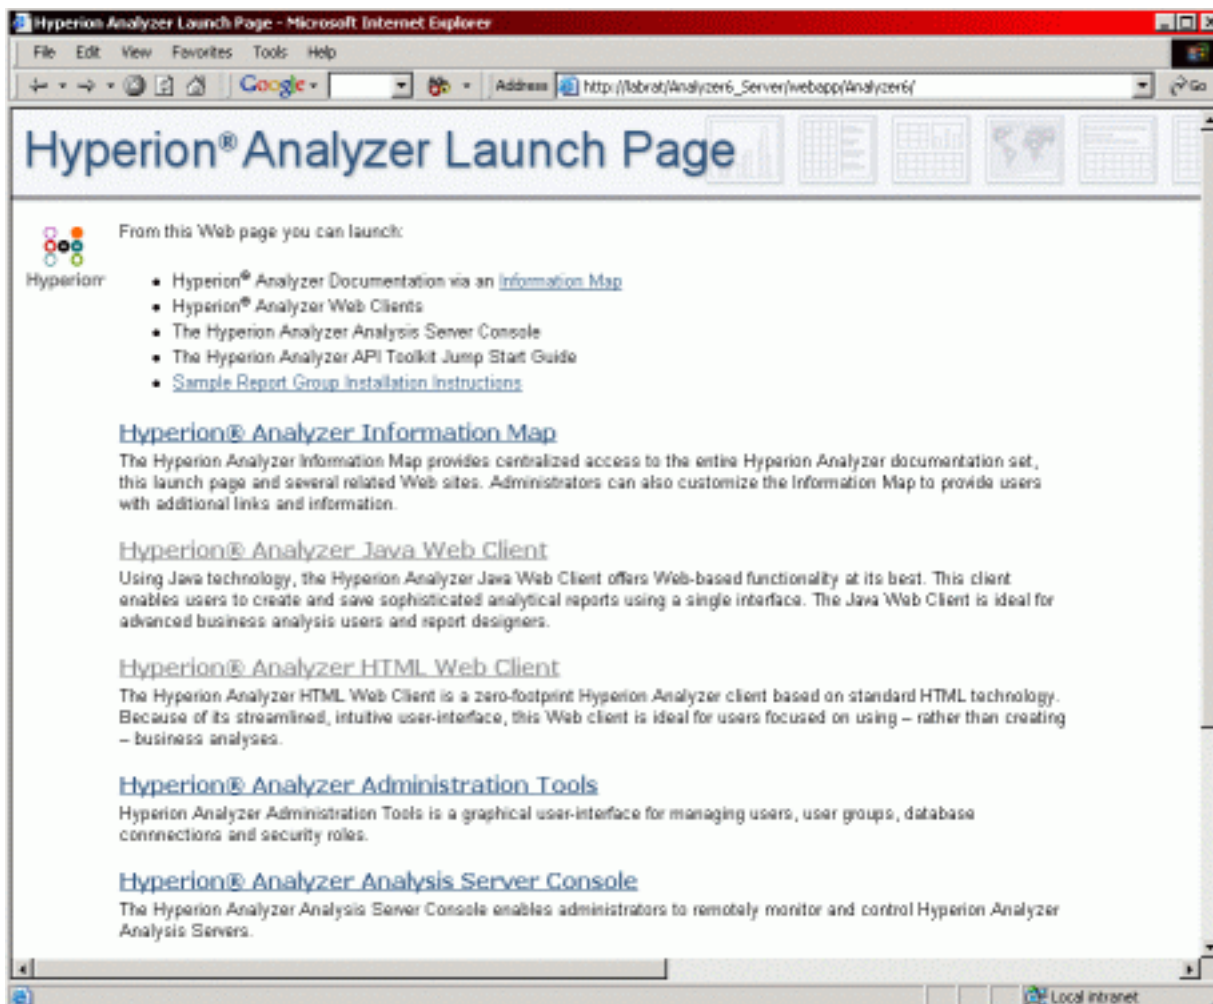 Hyperion Analyzer Launch Page - Microsoft Internet Explorer
File Edit View Favorites Tools Help
Google Address http://labrat/Analyzer6_Server/webapp/Analyzer6/ Go
Hyperion® Analyzer Launch Page
From this Web page you can launch:
Hyperion
• Hyperion® Analyzer Documentation via an Information Map
• Hyperion® Analyzer Web Clients
• The Hyperion Analyzer Analysis Server Console
• The Hyperion Analyzer API Toolkit Jump Start Guide
• Sample Report Group Installation Instructions
Hyperion® Analyzer Information Map
The Hyperion Analyzer Information Map provides centralized access to the entire Hyperion Analyzer documentation set,
this launch page and several related Web sites. Administrators can also customize the Information Map to provide users
with additional links and information.
Hyperion® Analyzer Java Web Client
Using Java technology, the Hyperion Analyzer Java Web Client offers Web-based functionality at its best. This client
enables users to create and save sophisticated analytical reports using a single interface. The Java Web Client is ideal for
advanced business analysis users and report designers.
Hyperion® Analyzer HTML Web Client
The Hyperion Analyzer HTML Web Client is a zero-footprint Hyperion Analyzer client based on standard HTML technology.
Because of its streamlined, intuitive user-interface, this Web client is ideal for users focused on using – rather than creating
– business analyses.
Hyperion® Analyzer Administration Tools
Hyperion Analyzer Administration Tools is a graphical user-interface for managing users, user groups, database
connnections and security roles.
Hyperion® Analyzer Analysis Server Console
The Hyperion Analyzer Analysis Server Console enables administrators to remotely monitor and control Hyperion Analyzer
Analysis Servers.
Local intranet